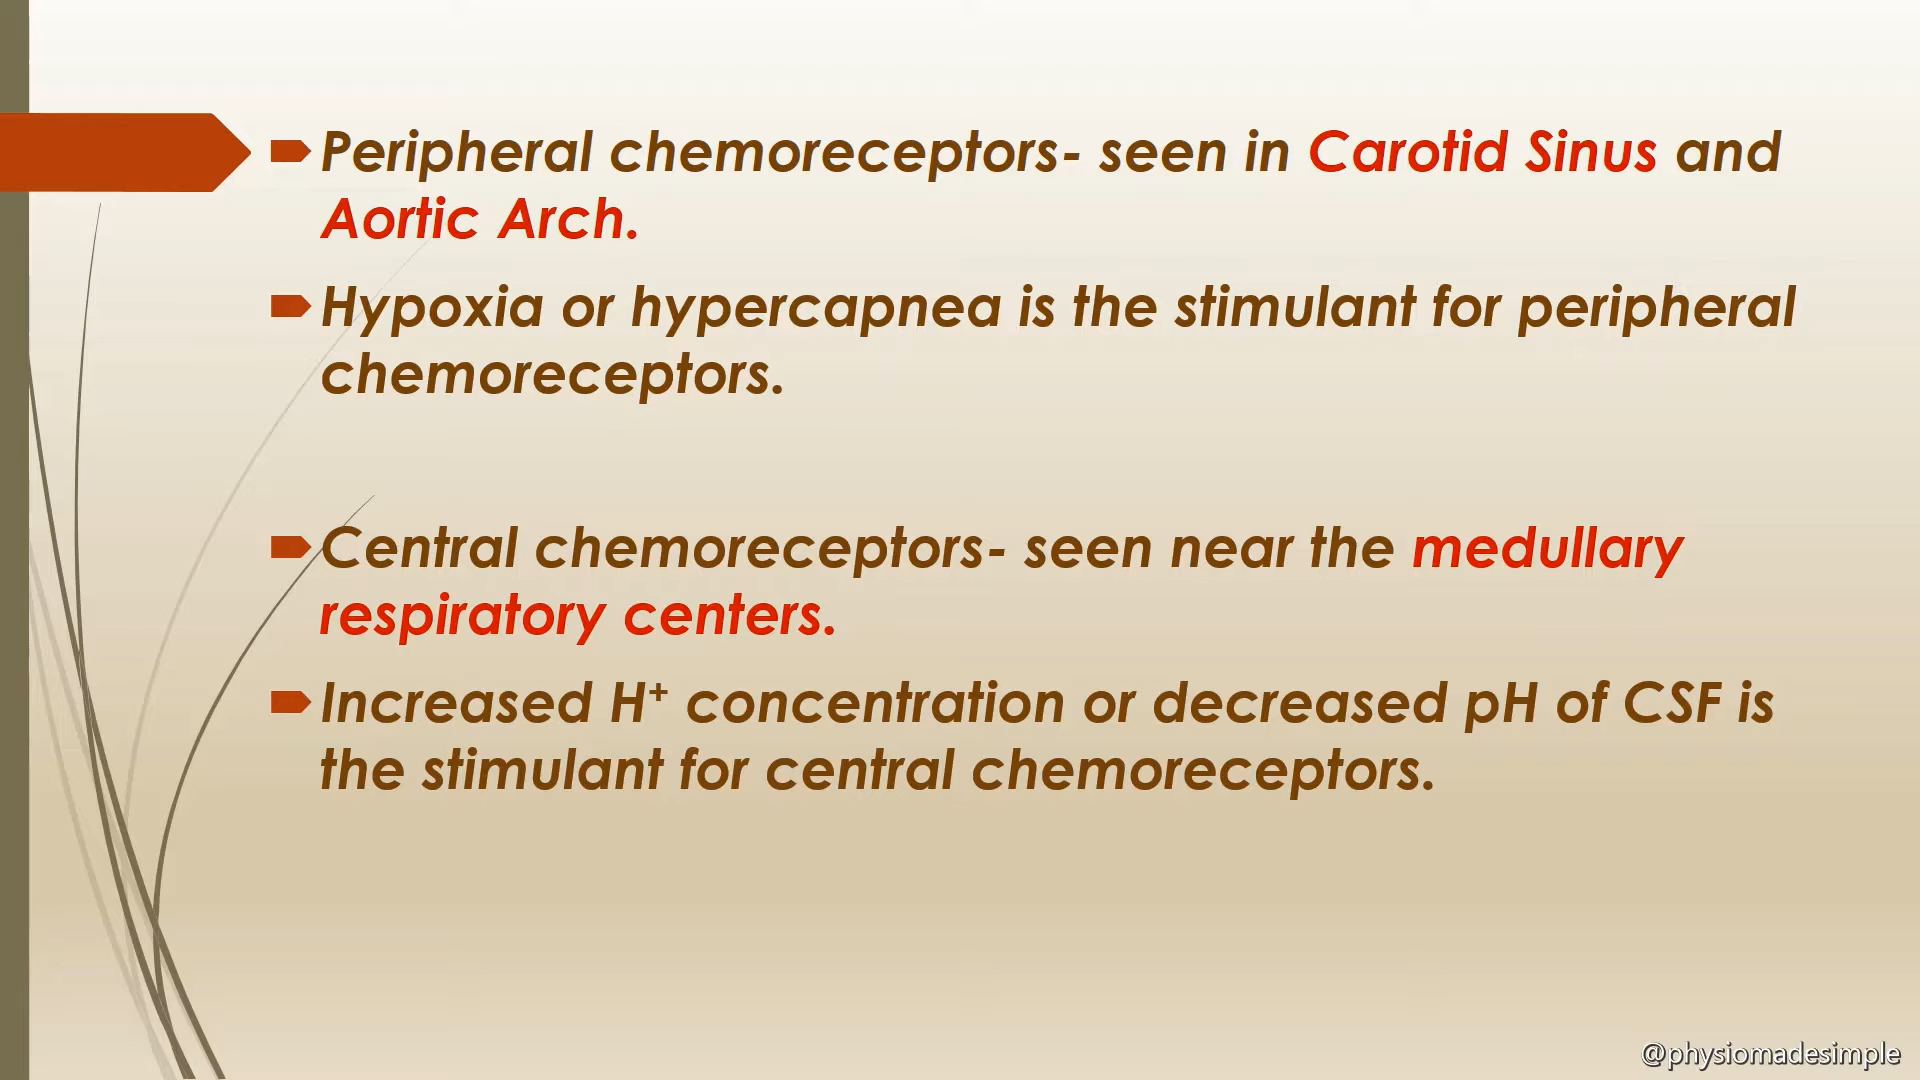 Peripheral chemoreceptors- seen in Carotid Sinus and
Aortic Arch.
Hypoxia or hypercapnea is the stimulant for peripheral
chemoreceptors.
Central chemoreceptors- seen near the medullary
respiratory centers.
Increased H⁺ concentration or decreased pH of CSF is
the stimulant for central chemoreceptors.
@physiomadesimple